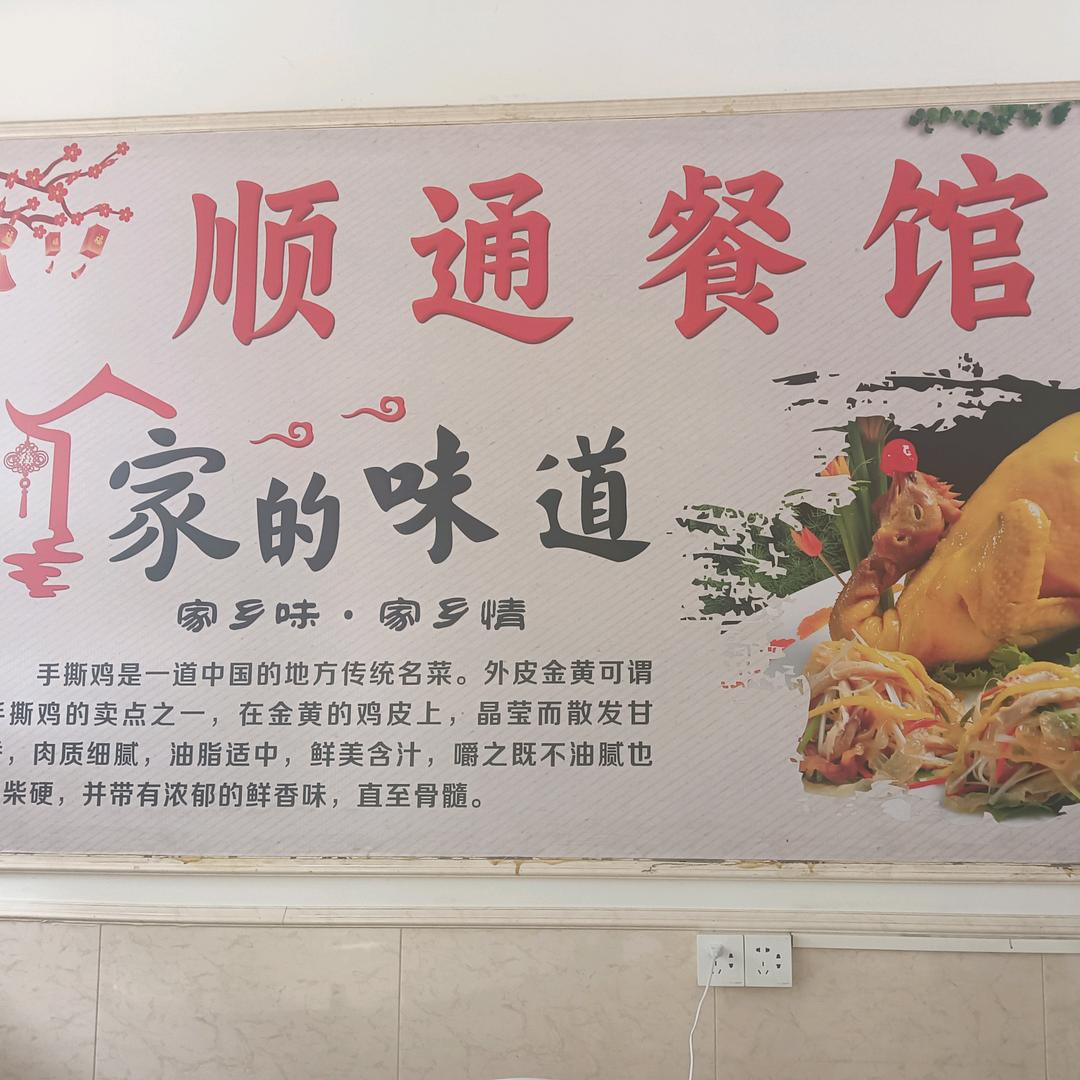 顺通餐馆
家的味道
家乡味·家乡情
手撕鸡是一道中国的地方传统名菜。外皮金黄可谓
手撕鸡的卖点之一，在金黄的鸡皮上，晶莹而散发甘
，肉质细腻，油脂适中，鲜美含汁，嚼之既不油腻也
柴硬，并带有浓郁的鲜香味，直至骨髓。